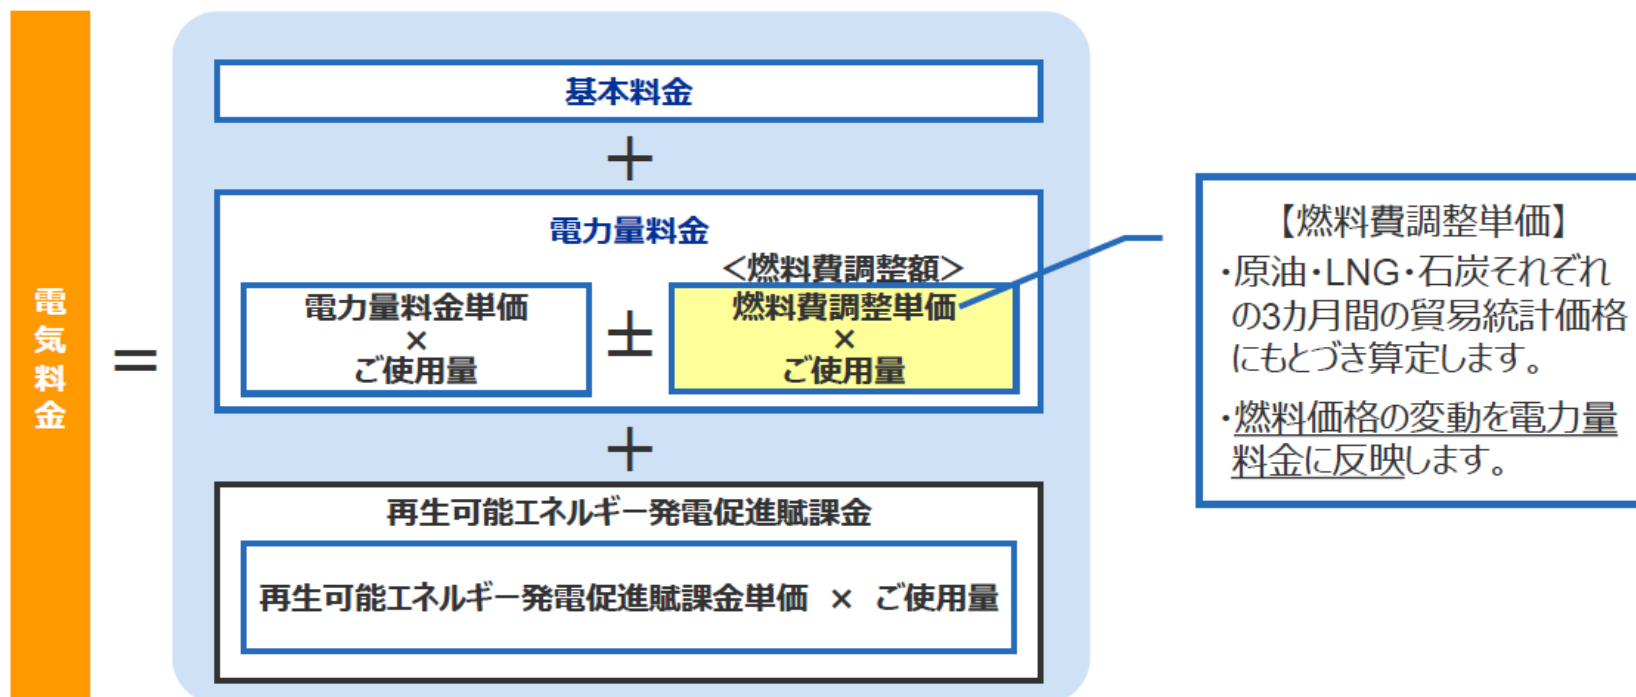 電気料金
＝
基本料金
＋
電力量料金
＜燃料費調整額＞
電力量料金単価
×
ご使用量
±
燃料費調整単価
×
ご使用量
＋
再生可能エネルギー発電促進賦課金
再生可能エネルギー発電促進賦課金単価 × ご使用量
【燃料費調整単価】
・原油・LNG・石炭それぞれ
の3カ月間の貿易統計価格
にもとづき算定します。
・燃料価格の変動を電力量
料金に反映します。